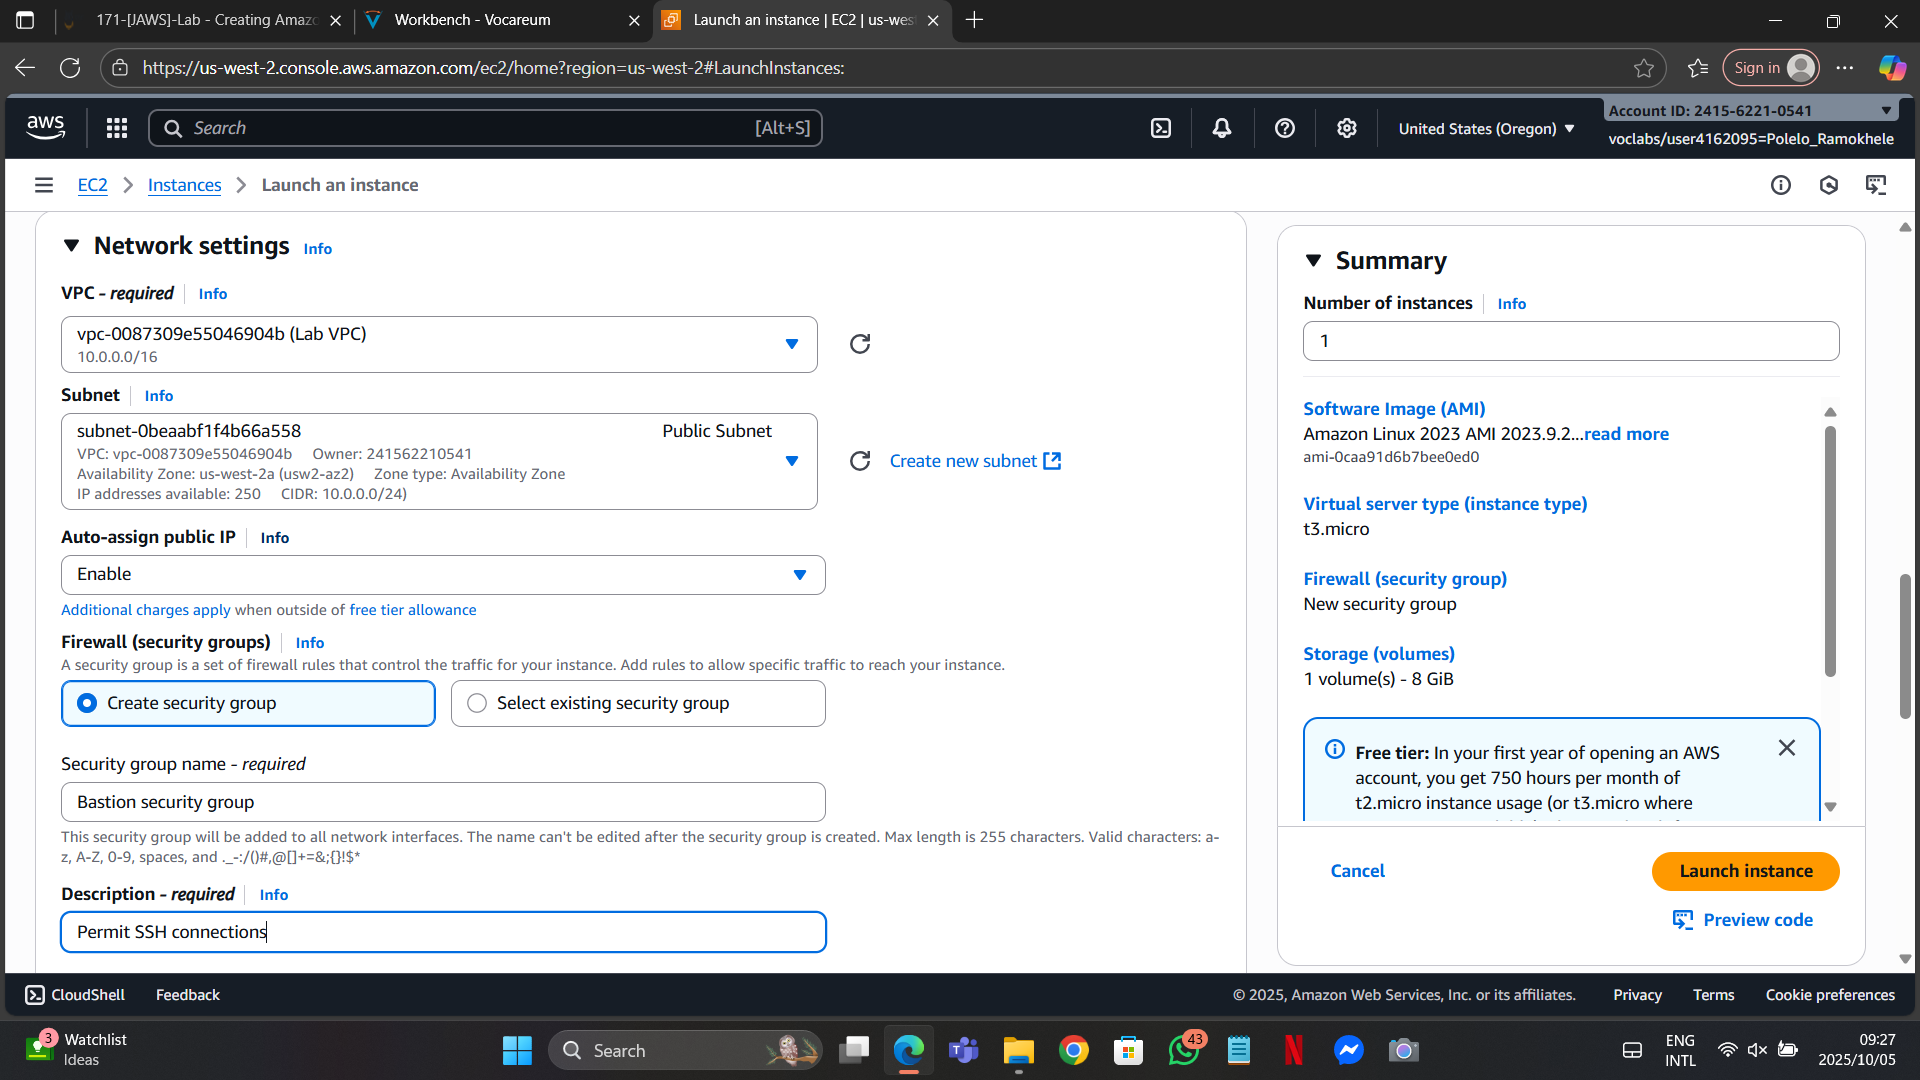 171-[JAWS]-Lab - Creating Amazo
Workbench - Vocareum
Launch an instance | EC2 | us-wes
https://us-west-2.console.aws.amazon.com/ec2/home?region=us-west-2#LaunchInstances:
Sign in
aws
Search
[Alt+S]
United States (Oregon)
Account ID: 2415-6221-0541
voclabs/user4162095=Polelo_Ramokhele
EC2
Instances
Launch an instance
Network settings Info
VPC - required Info
vpc-0087309e55046904b (Lab VPC)
10.0.0.0/16
Subnet Info
subnet-0beaabf1f4b66a558 Public Subnet
VPC: vpc-0087309e55046904b Owner: 241562210541
Availability Zone: us-west-2a (usw2-az2) Zone type: Availability Zone
IP addresses available: 250 CIDR: 10.0.0.0/24)
Create new subnet
Auto-assign public IP Info
Enable
Additional charges apply when outside of free tier allowance
Firewall (security groups) Info
A security group is a set of firewall rules that control the traffic for your instance. Add rules to allow specific traffic to reach your instance.
Create security group
Select existing security group
Security group name - required
Bastion security group
This security group will be added to all network interfaces. The name can't be edited after the security group is created. Max length is 255 characters. Valid characters: a-
z, A-Z, 0-9, spaces, and ._-:/()#,@[]+=&;{}!$*
Description - required Info
Permit SSH connections
Summary
Number of instances Info
1
Software Image (AMI)
Amazon Linux 2023 AMI 2023.9.2...read more
ami-0caa91d6b7bee0ed0
Virtual server type (instance type)
t3.micro
Firewall (security group)
New security group
Storage (volumes)
1 volume(s) - 8 GiB
Free tier: In your first year of opening an AWS
account, you get 750 hours per month of
t2.micro instance usage (or t3.micro where
Cancel
Launch instance
Preview code
CloudShell
Feedback
© 2025, Amazon Web Services, Inc. or its affiliates.
Privacy
Terms
Cookie preferences
3
Watchlist
Ideas
Search
43
ENG
INTL
09:27
2025/10/05